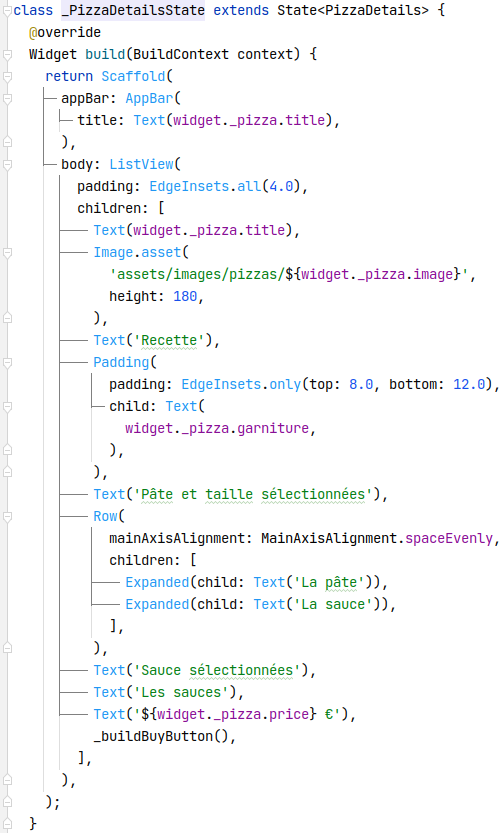 class _PizzaDetailsState extends State<PizzaDetails> {
  @override
  Widget build(BuildContext context) {
    return Scaffold(
      appBar: AppBar(
        title: Text(widget._pizza.title),
      ),
      body: ListView(
        padding: EdgeInsets.all(4.0),
        children: [
          Text(widget._pizza.title),
          Image.asset(
            'assets/images/pizzas/${widget._pizza.image}',
            height: 180,
          ),
          Text('Recette'),
          Padding(
            padding: EdgeInsets.only(top: 8.0, bottom: 12.0),
            child: Text(
              widget._pizza.garniture,
            ),
          ),
          Text('Pâte et taille sélectionnées'),
          Row(
            mainAxisAlignment: MainAxisAlignment.spaceEvenly,
            children: [
              Expanded(child: Text('La pâte')),
              Expanded(child: Text('La sauce')),
            ],
          ),
          Text('Sauce sélectionnées'),
          Text('Les sauces'),
          Text('${widget._pizza.price} €'),
          _buildBuyButton(),
        ],
      ),
    );
  }